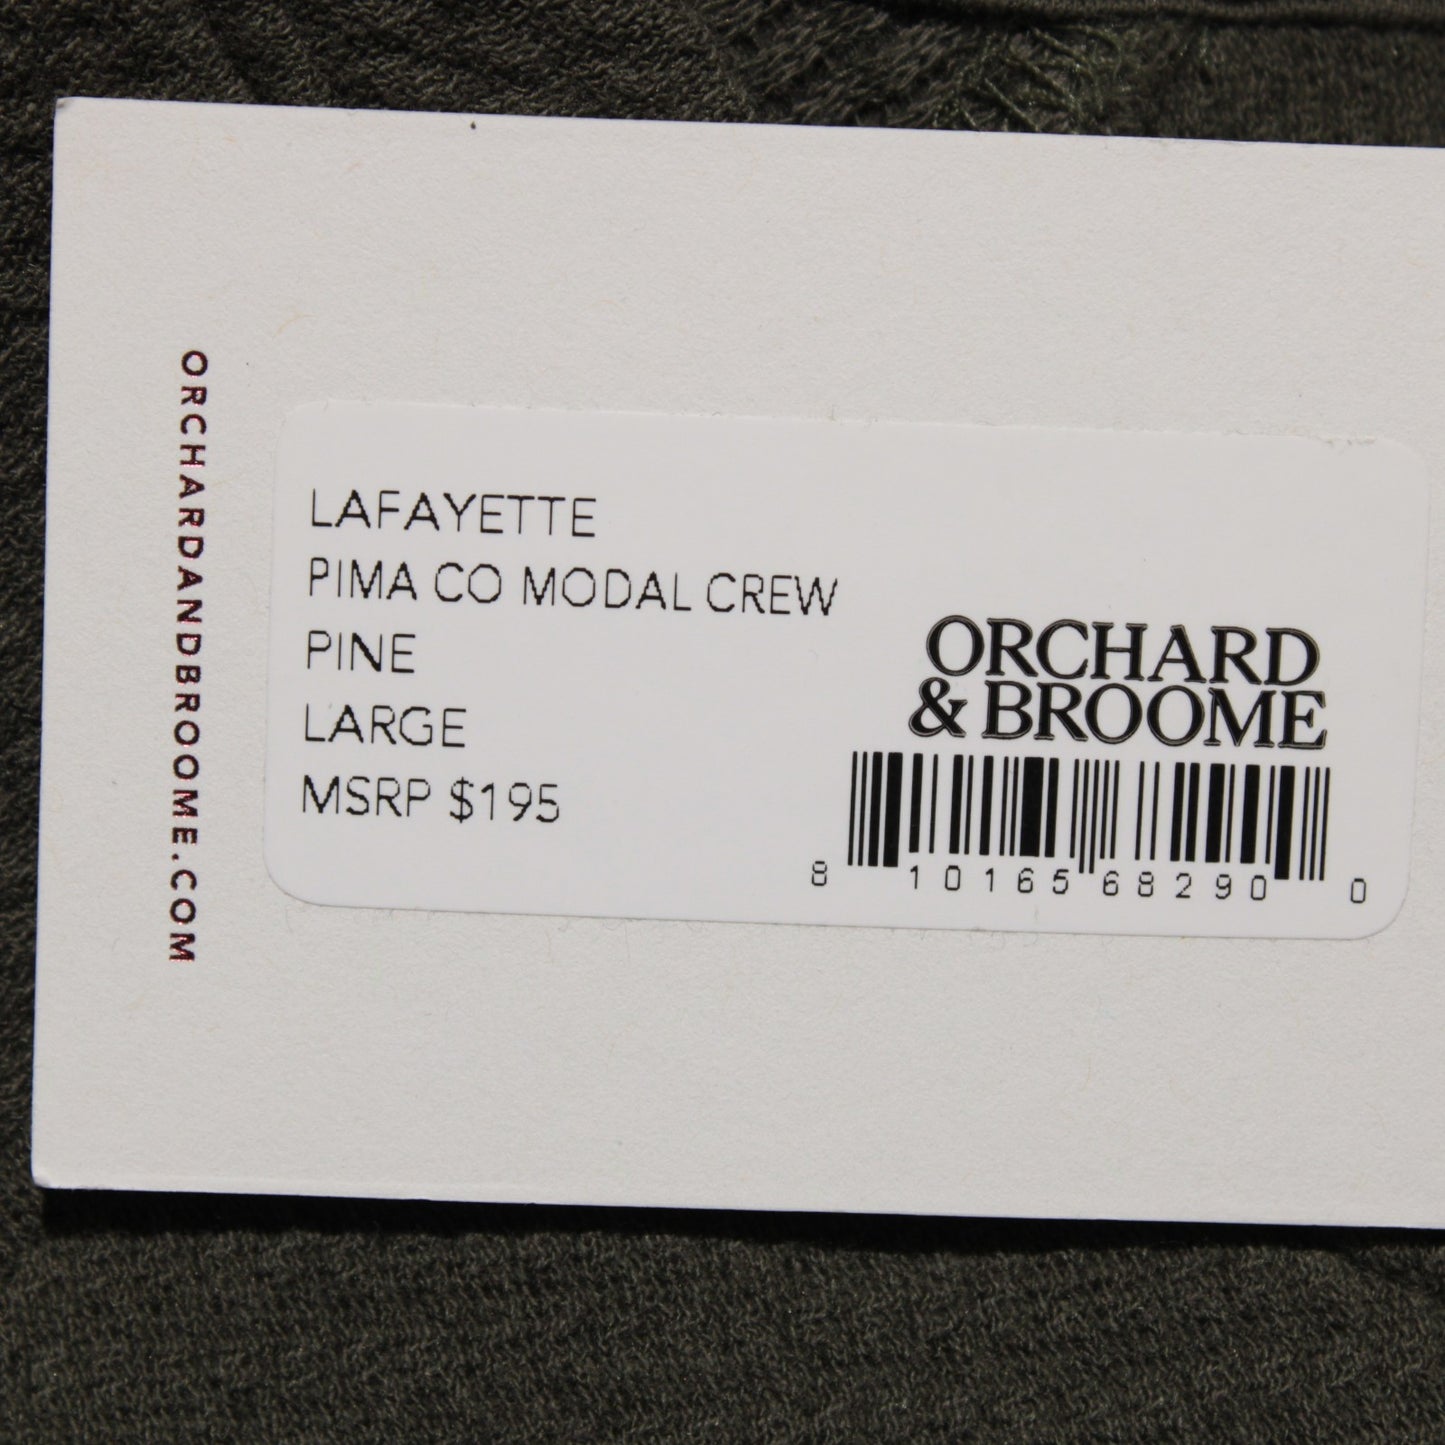 ORCHARDANDBROOME.COM
LAFAYETTE
PIMA CO MODAL CREW
PINE
LARGE
MSRP $195
ORCHARD
& BROOME
8 10165 68290 0